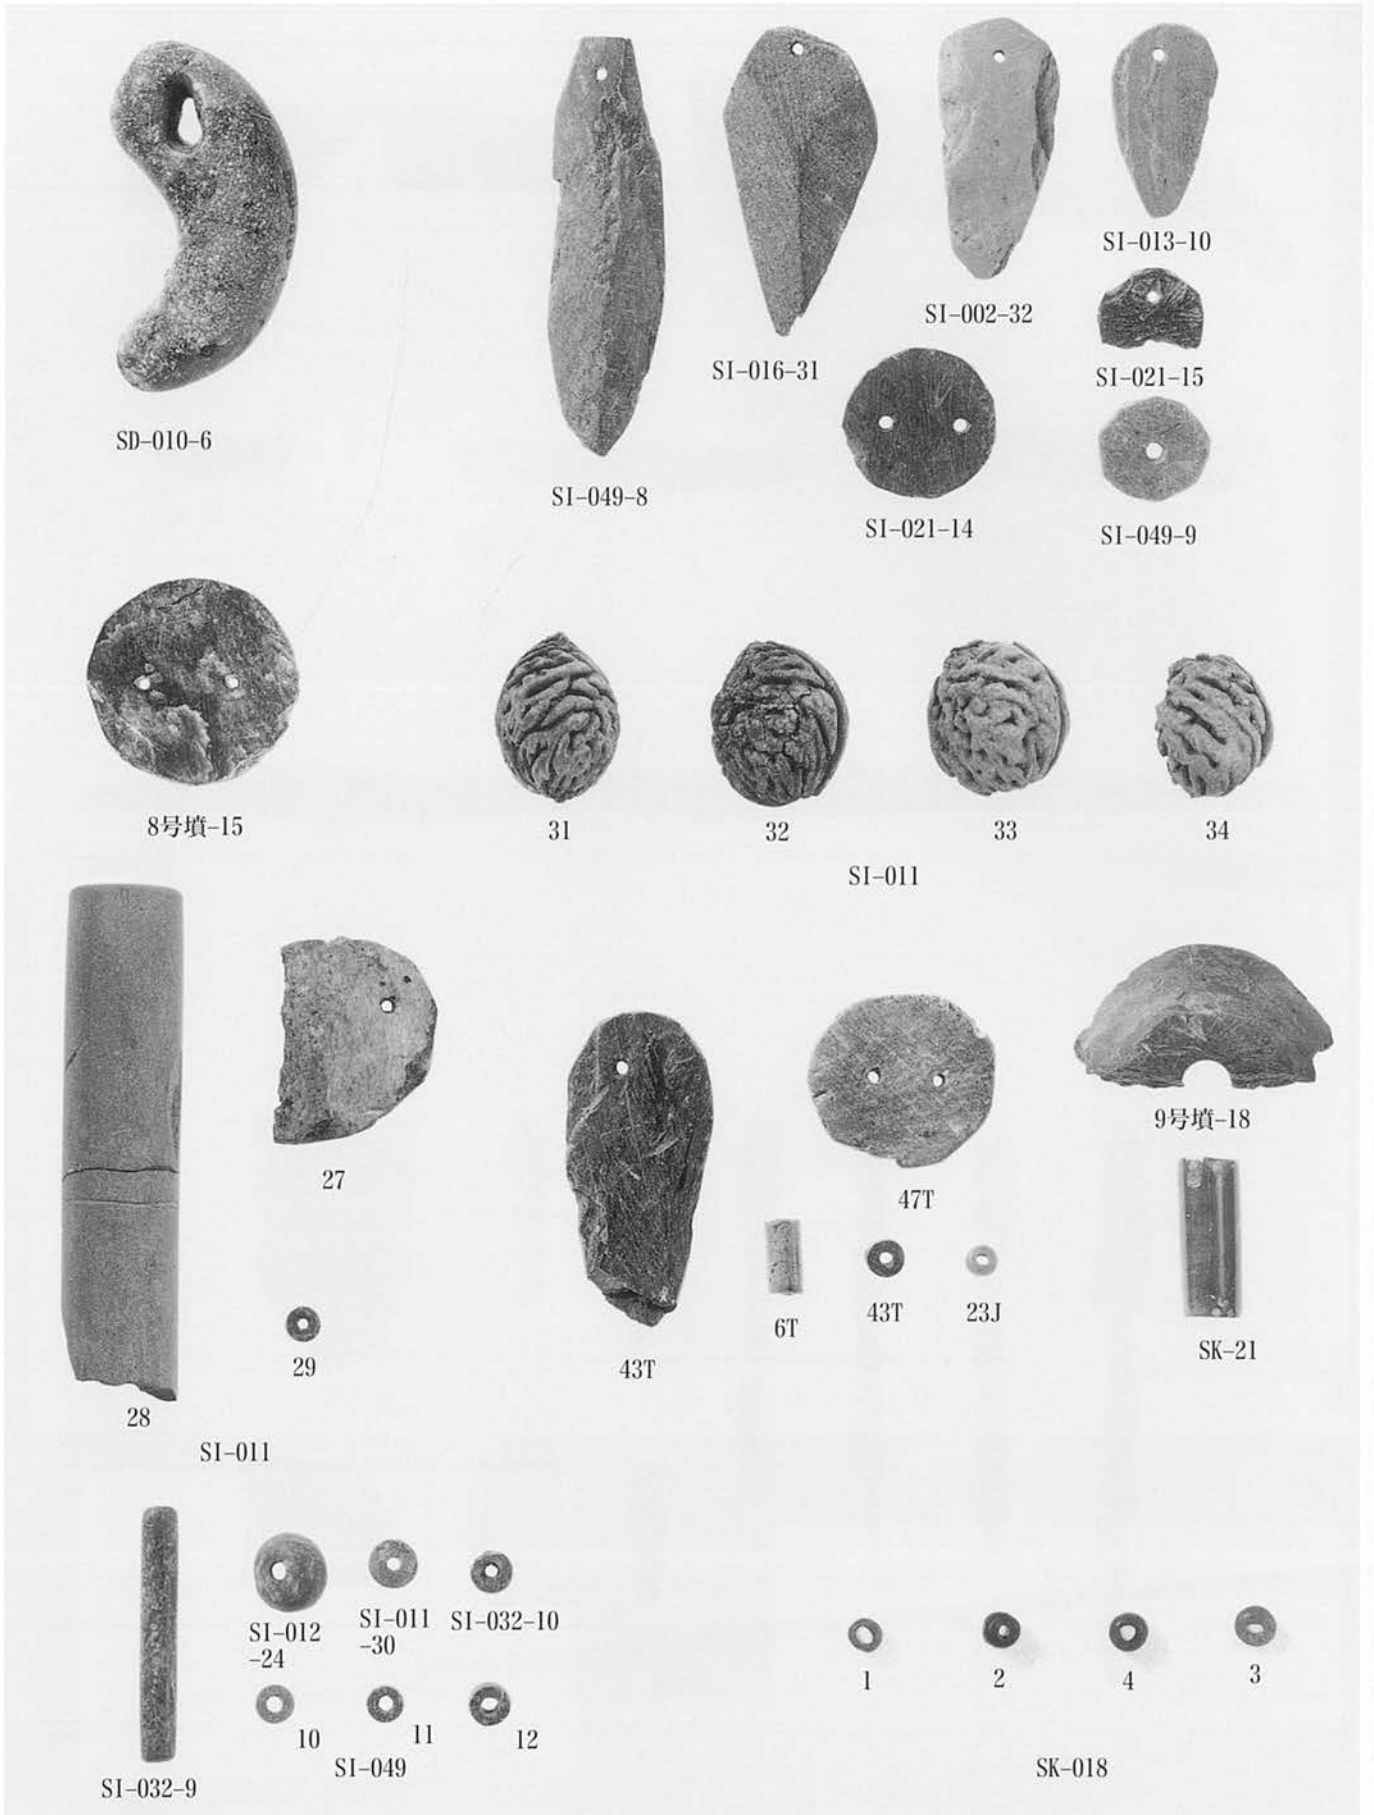 SD-010-6
SI-049-8
SI-016-31
SI-002-32
SI-013-10
SI-021-15
SI-021-14
SI-049-9
8号墳-15
31
32
33
34
SI-011
28
27
29
SI-011
43T
47T
6T
43T
23J
9号墳-18
SK-21
SI-032-9
SI-012
-24
SI-011
-30
SI-032-10
10
11
12
SI-049
1
2
4
3
SK-018